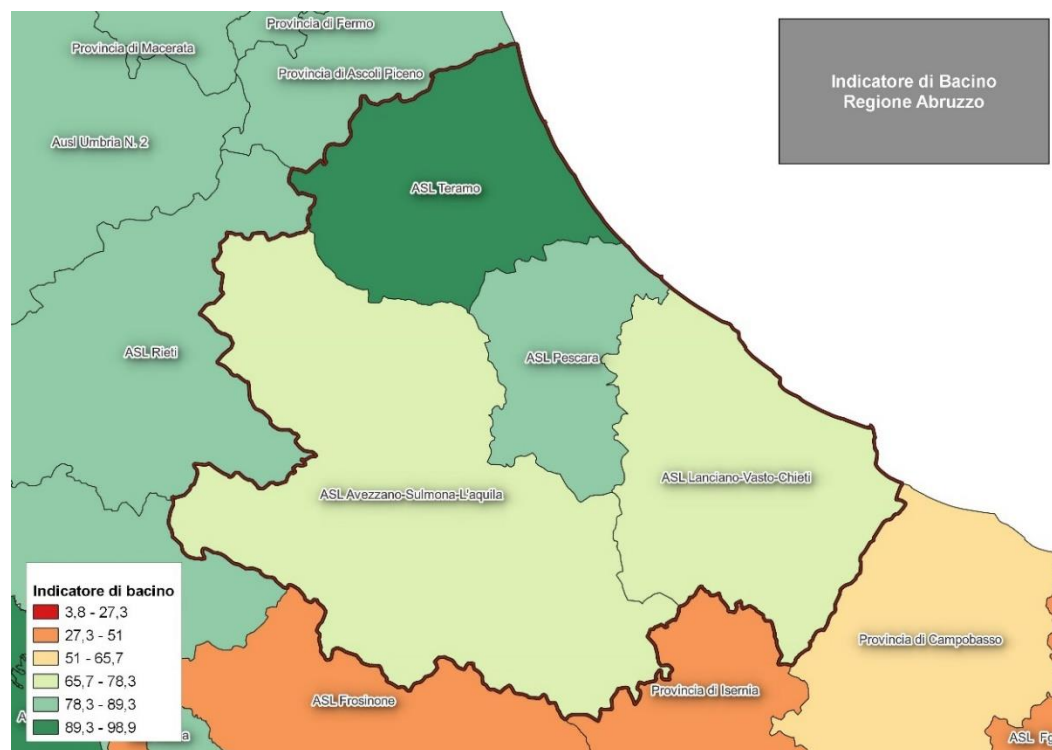 Provincia di Fermo
Provincia di Macerata
Provincia di Ascoli Piceno
Indicatore di Bacino
Regione Abruzzo
Ausl Umbria N. 2
ASL Teramo
ASL Rieti
ASL Pescara
ASL Lanciano-Vasto-Chieti
ASL Avezzano-Sulmona-L'aquila
Indicatore di bacino
3,8 - 27,3
27,3 - 51
51 - 65,7
65,7 - 78,3
78,3 - 89,3
89,3 - 98,9
Provincia di Campobasso
Provincia di Isernia
ASL Frosinone
ASL